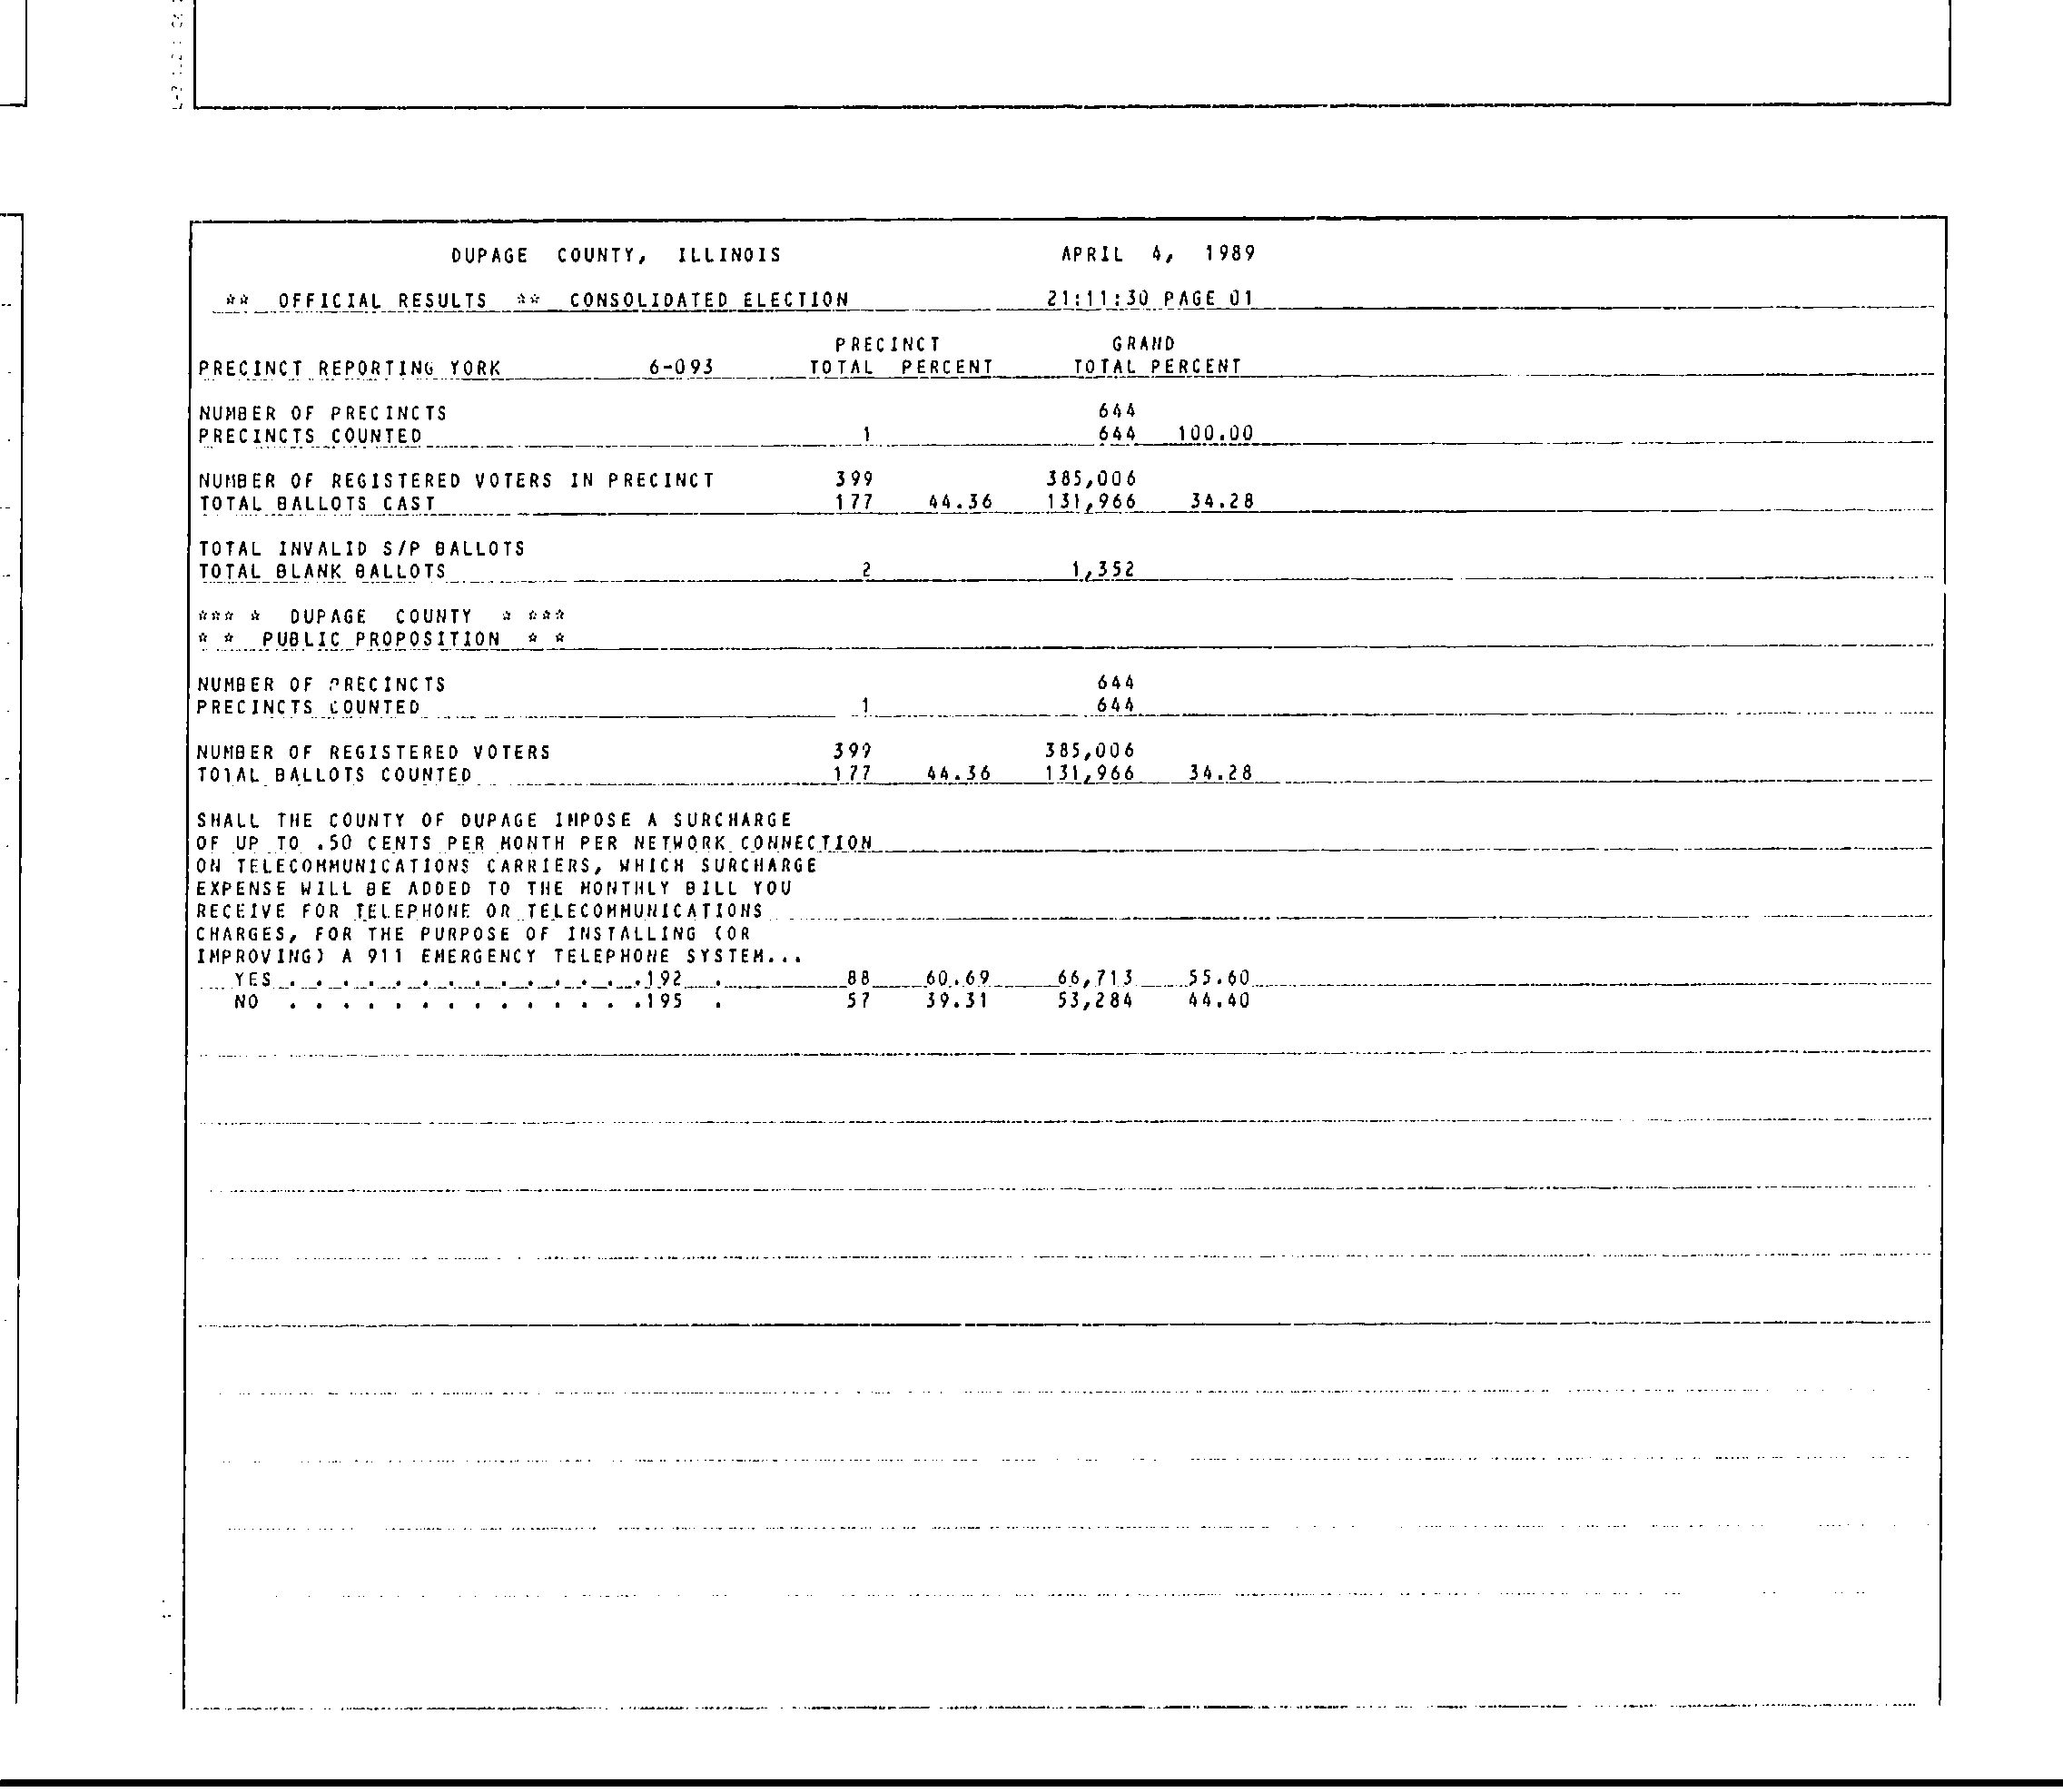 DUPAGE COUNTY, ILLINOIS APRIL 4, 1989
** OFFICIAL RESULTS ** CONSOLIDATED ELECTION 21:11:30 PAGE 01
PRECINCT GRAND
PRECINCT REPORTING YORK 6-093 TOTAL PERCENT TOTAL PERCENT
NUMBER OF PRECINCTS 644
PRECINCTS COUNTED 1 644 100.00
NUMBER OF REGISTERED VOTERS IN PRECINCT 399 385,006
TOTAL BALLOTS CAST 177 44.36 131,966 34.28
TOTAL INVALID S/P BALLOTS
TOTAL BLANK BALLOTS 2 1,352
*** * DUPAGE COUNTY * ***
* * PUBLIC PROPOSITION * *
NUMBER OF PRECINCTS 644
PRECINCTS COUNTED 1 644
NUMBER OF REGISTERED VOTERS 399 385,006
TOTAL BALLOTS COUNTED 177 44.36 131,966 34.28
SHALL THE COUNTY OF DUPAGE IMPOSE A SURCHARGE
OF UP TO .50 CENTS PER MONTH PER NETWORK CONNECTION
ON TELECOMMUNICATIONS CARRIERS, WHICH SURCHARGE
EXPENSE WILL BE ADDED TO THE MONTHLY BILL YOU
RECEIVE FOR TELEPHONE OR TELECOMMUNICATIONS
CHARGES, FOR THE PURPOSE OF INSTALLING (OR
IMPROVING) A 911 EMERGENCY TELEPHONE SYSTEM...
YES . . . . . . . . . . . . . .192 . 88 60.69 66,713 55.60
NO . . . . . . . . . . . . . .195 . 57 39.31 53,284 44.40